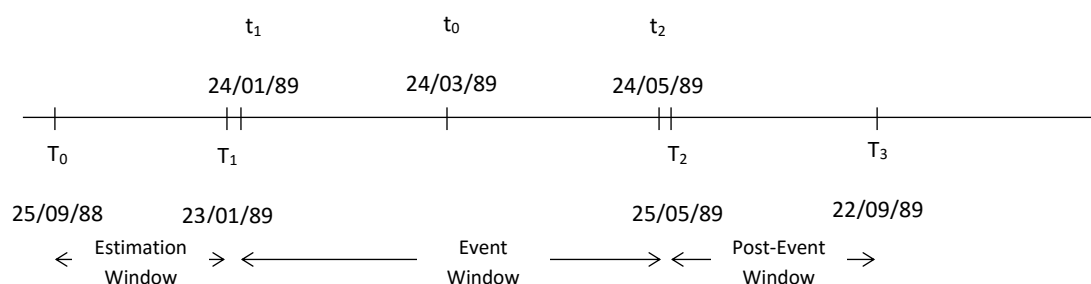 t₁ t₀ t₂
24/01/89 24/03/89 24/05/89
T₀ T₁ T₂ T₃
25/09/88 23/01/89 25/05/89 22/09/89
Estimation Event Post-Event
Window Window Window